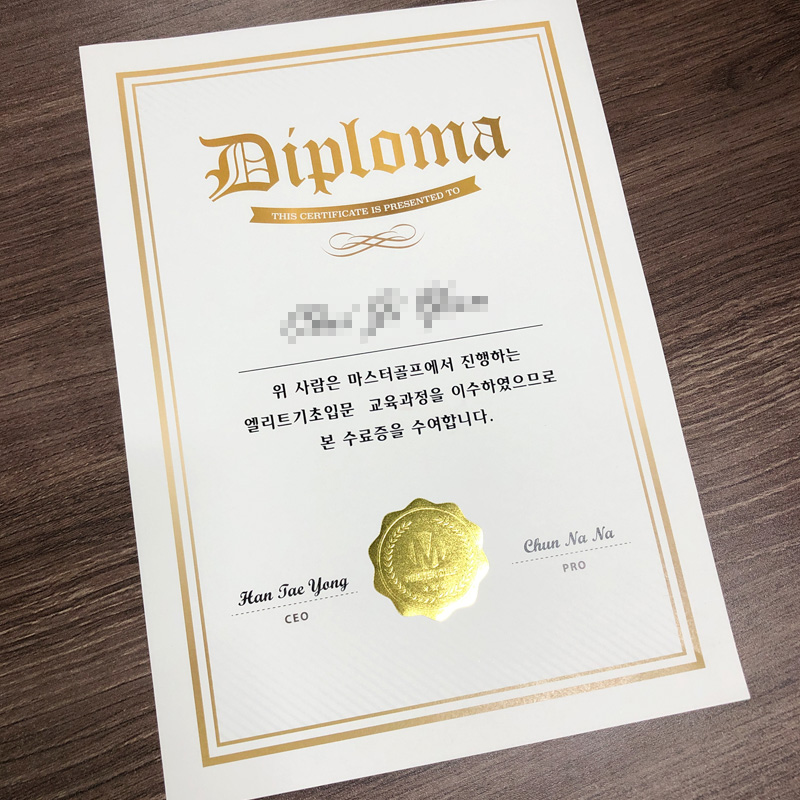 Diploma
THIS CERTIFICATE IS PRESENTED TO
위 사람은 마스터골프에서 진행하는
엘리트기초입문 교육과정을 이수하였으므로
본 수료증을 수여합니다.
Han Tae Yong
CEO
Chun Na Na
PRO